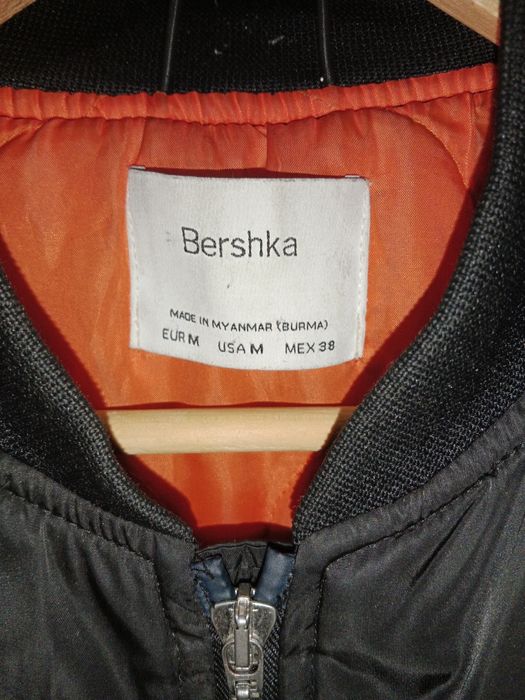 Bershka
MADE IN MYANMAR (BURMA)
EUR M USA M MEX 38